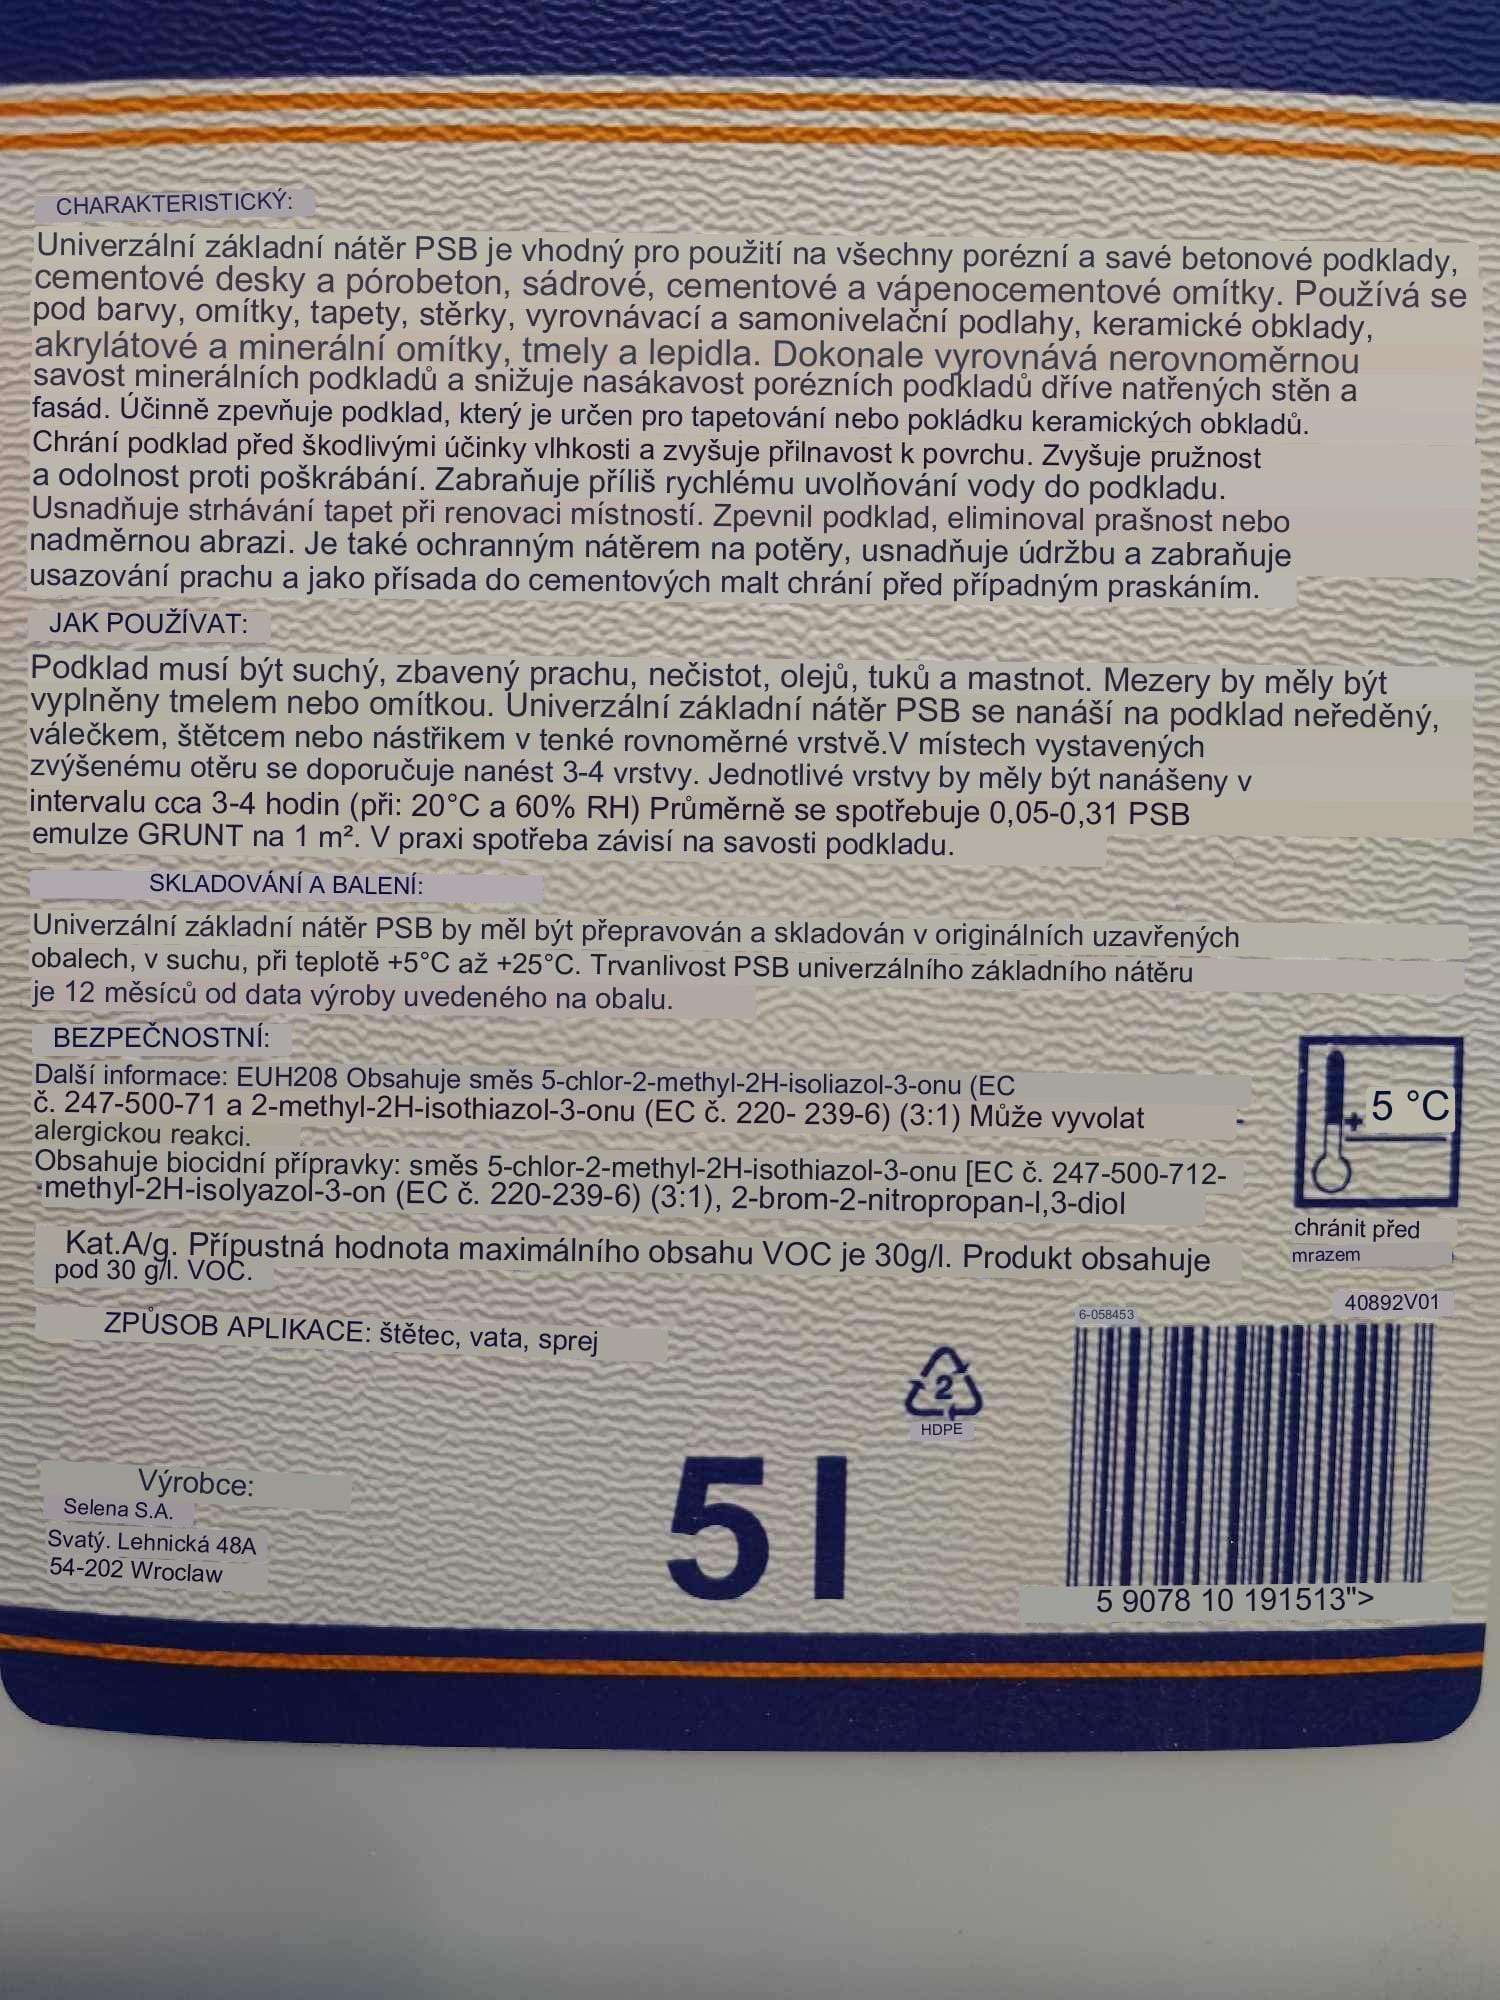 CHARAKTERISTICKÝ:
Univerzální základní nátěr PSB je vhodný pro použití na všechny porézní a savé betonové podklady,
cementové desky a pórobeton, sádrové, cementové a vápenocementové omítky. Používá se
pod barvy, omítky, tapety, stěrky, vyrovnávací a samonivelační podlahy, keramické obklady,
akrylátové a minerální omítky, tmely a lepidla. Dokonale vyrovnává nerovnoměrnou
savost minerálních podkladů a snižuje nasákavost porézních podkladů dříve natřených stěn a
fasád. Účinně zpevňuje podklad, který je určen pro tapetování nebo pokládku keramických obkladů.
Chrání podklad před škodlivými účinky vlhkosti a zvyšuje přilnavost k povrchu. Zvyšuje pružnost
a odolnost proti poškrábání. Zabraňuje příliš rychlému uvolňování vody do podkladu.
Usnadňuje strhávání tapet při renovaci místností. Zpevnil podklad, eliminoval prašnost nebo
nadměrnou abrazi. Je také ochranným nátěrem na potěry, usnadňuje údržbu a zabraňuje
usazování prachu a jako přísada do cementových malt chrání před případným praskáním.
JAK POUŽÍVAT:
Podklad musí být suchý, zbavený prachu, nečistot, olejů, tuků a mastnot. Mezery by měly být
vyplněny tmelem nebo omítkou. Univerzální základní nátěr PSB se nanáší na podklad neředěný,
válečkem, štětcem nebo nástřikem v tenké rovnoměrné vrstvě.V místech vystavených
zvýšenému otěru se doporučuje nanést 3-4 vrstvy. Jednotlivé vrstvy by měly být nanášeny v
intervalu cca 3-4 hodin (při: 20°C a 60% RH) Průměrně se spotřebuje 0,05-0,31 PSB
emulze GRUNT na 1 m². V praxi spotřeba závisí na savosti podkladu.
SKLADOVÁNÍ A BALENÍ:
Univerzální základní nátěr PSB by měl být přepravován a skladován v originálních uzavřených
obalech, v suchu, při teplotě +5°C až +25°C. Trvanlivost PSB univerzálního základního nátěru
je 12 měsíců od data výroby uvedeného na obalu.
BEZPEČNOSTNÍ:
Další informace: EUH208 Obsahuje směs 5-chlor-2-methyl-2H-isoliazol-3-onu (EC
č. 247-500-71 a 2-methyl-2H-isothiazol-3-onu (EC č. 220- 239-6) (3:1) Může vyvolat
alergickou reakci.
Obsahuje biocidní přípravky: směs 5-chlor-2-methyl-2H-isothiazol-3-onu [EC č. 247-500-712-
-methyl-2H-isolyazol-3-on (EC č. 220-239-6) (3:1), 2-brom-2-nitropropan-l,3-diol
+ 5 °C
chránit před
mrazem
Kat.A/g. Přípustná hodnota maximálního obsahu VOC je 30g/l. Produkt obsahuje
pod 30 g/l. VOC.
ZPŮSOB APLIKACE: štětec, vata, sprej
40892V01
6-058453
2
HDPE
5 l
Výrobce:
Selena S.A.
Svatý. Lehnická 48A
54-202 Wroclaw
5 9078 10 191513">